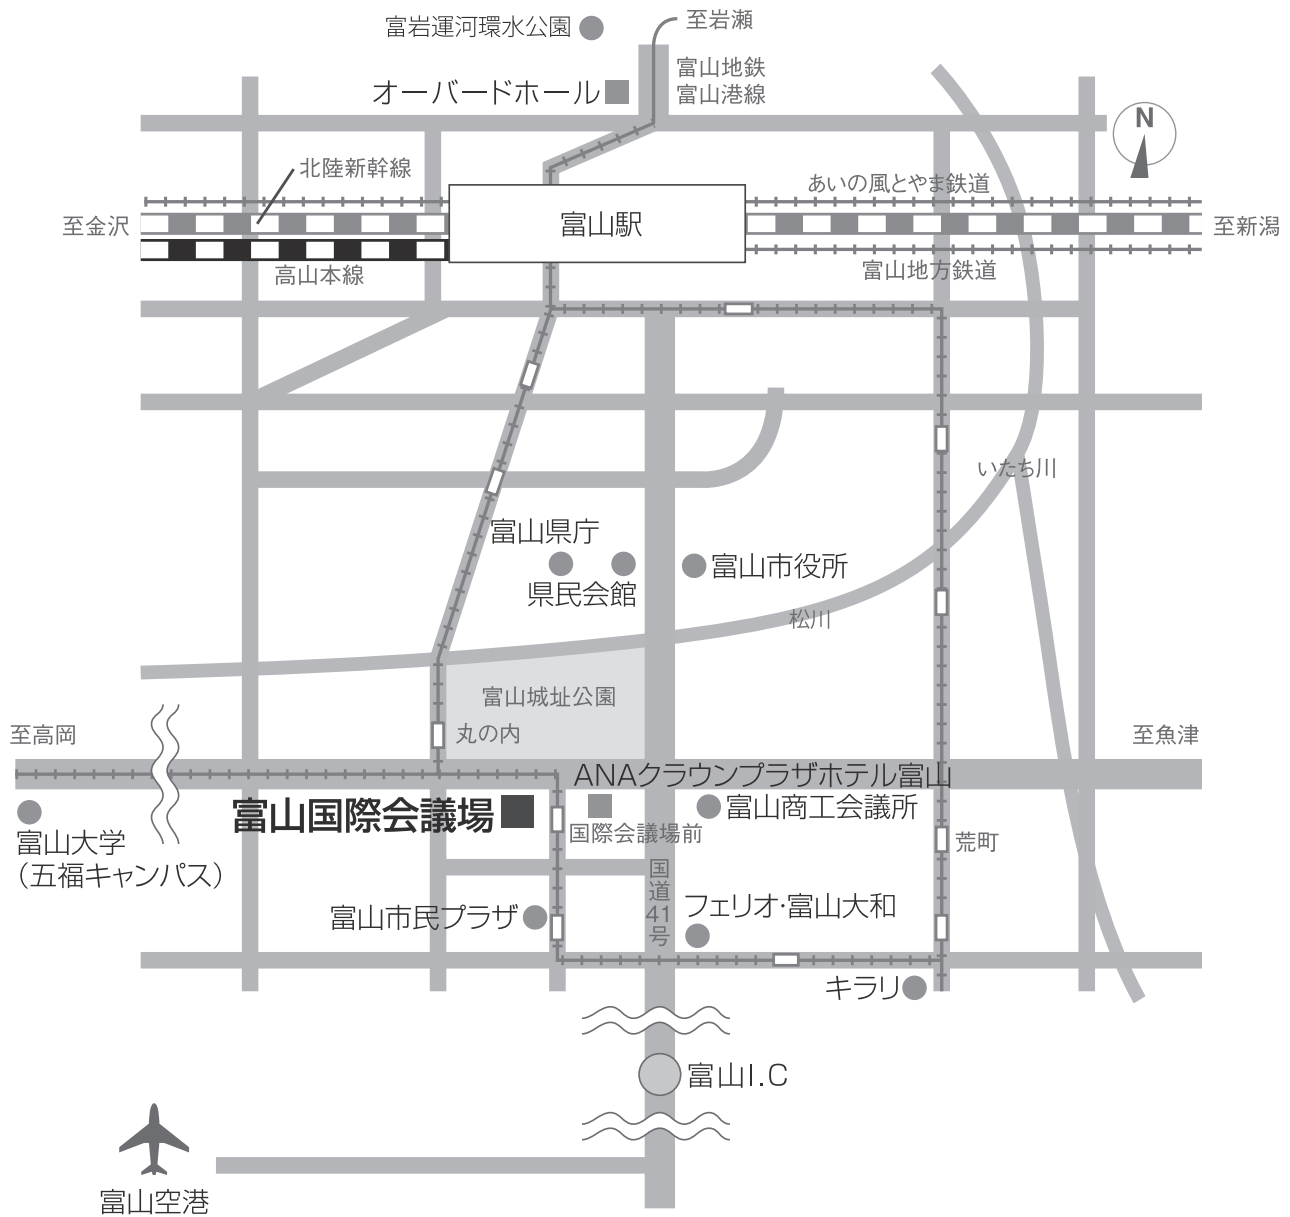 富岩運河環水公園
至岩瀬
オーバードホール
富山地鉄
富山港線
N
北陸新幹線
あいの風とやま鉄道
至金沢
富山駅
至新潟
高山本線
富山地方鉄道
いたち川
富山県庁
県民会館
富山市役所
松川
富山城址公園
丸の内
至高岡
至魚津
ANAクラウンプラザホテル富山
富山国際会議場
富山商工会議所
国際会議場前
荒町
富山大学
（五福キャンパス）
国道41号
フェリオ・富山大和
富山市民プラザ
キラリ
富山I.C
富山空港